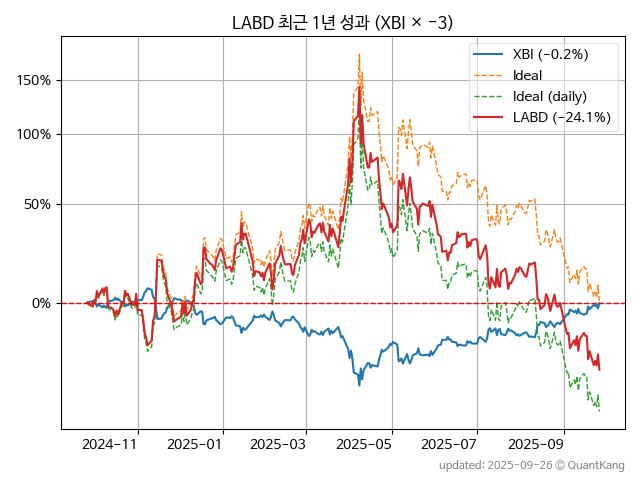 LABD 최근 1년 성과 (XBI × −3)
XBI (−0.2%)
Ideal
Ideal (daily)
LABD (−24.1%)
150%
100%
50%
0%
2024−11
2025−01
2025−03
2025−05
2025−07
2025−09
updated: 2025-09-26 © QuantKang